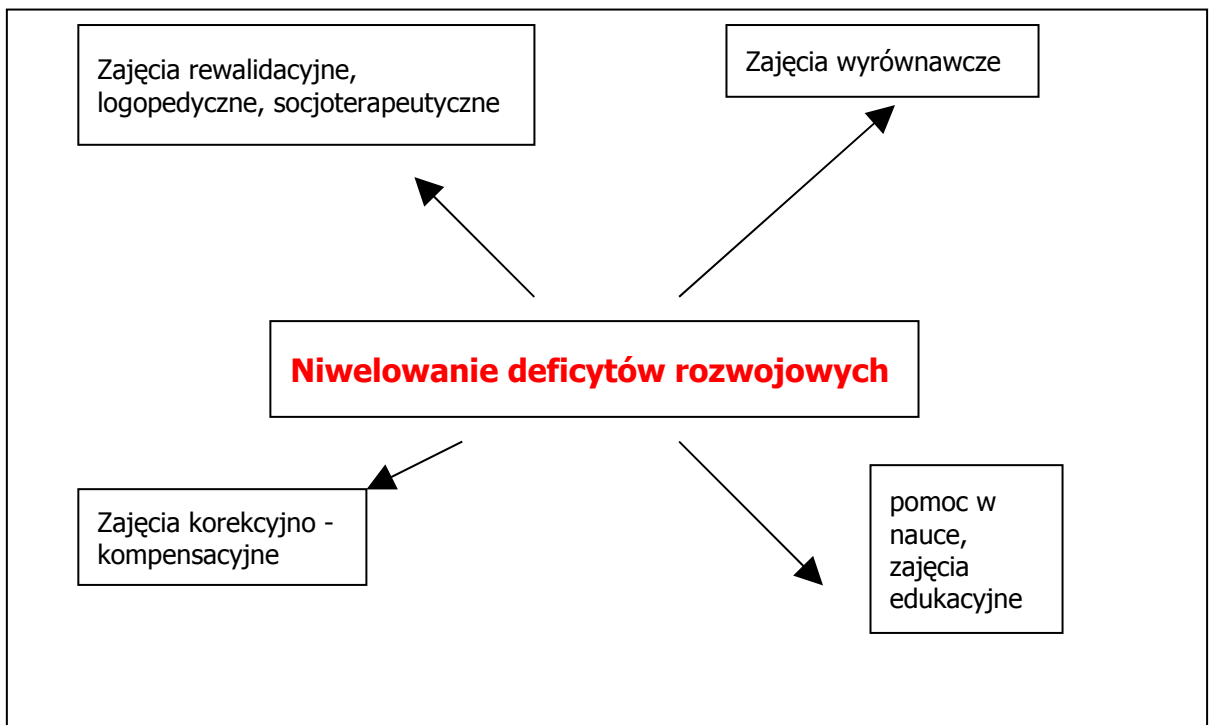 Zajęcia rewalidacyjne,
logopedyczne, socjoterapeutyczne
Zajęcia wyrównawcze
Niwelowanie deficytów rozwojowych
Zajęcia korekcyjno -
kompensacyjne
pomoc w
nauce,
zajęcia
edukacyjne